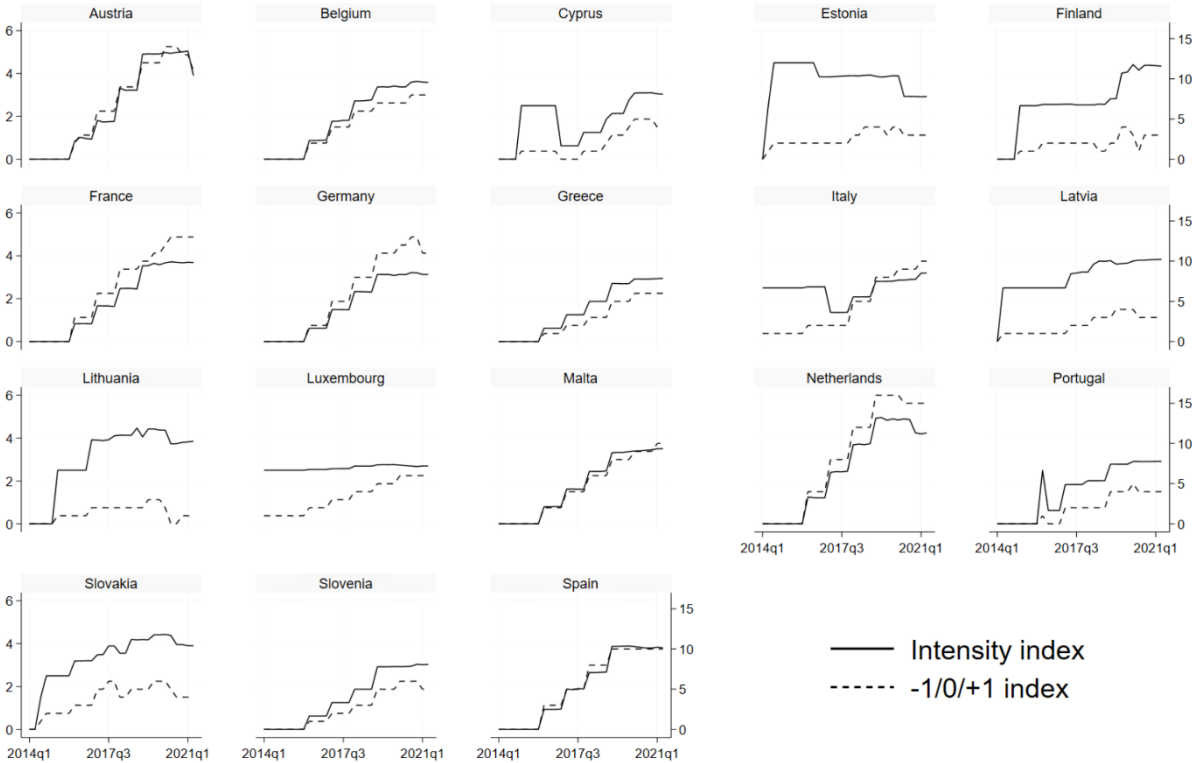 Austria Belgium Cyprus Estonia Finland
6 15
4 10
2 5
0 0
France Germany Greece Italy Latvia
6 15
4 10
2 5
0 0
Lithuania Luxembourg Malta Netherlands Portugal
6 15
4 10
2 5
0 0
2014q1 2017q3 2021q1 2014q1 2017q3 2021q1
Slovakia Slovenia Spain
6 15
4 10
2 5
0 0
2014q1 2017q3 2021q1 2014q1 2017q3 2021q1 2014q1 2017q3 2021q1
Intensity index
-1/0/+1 index